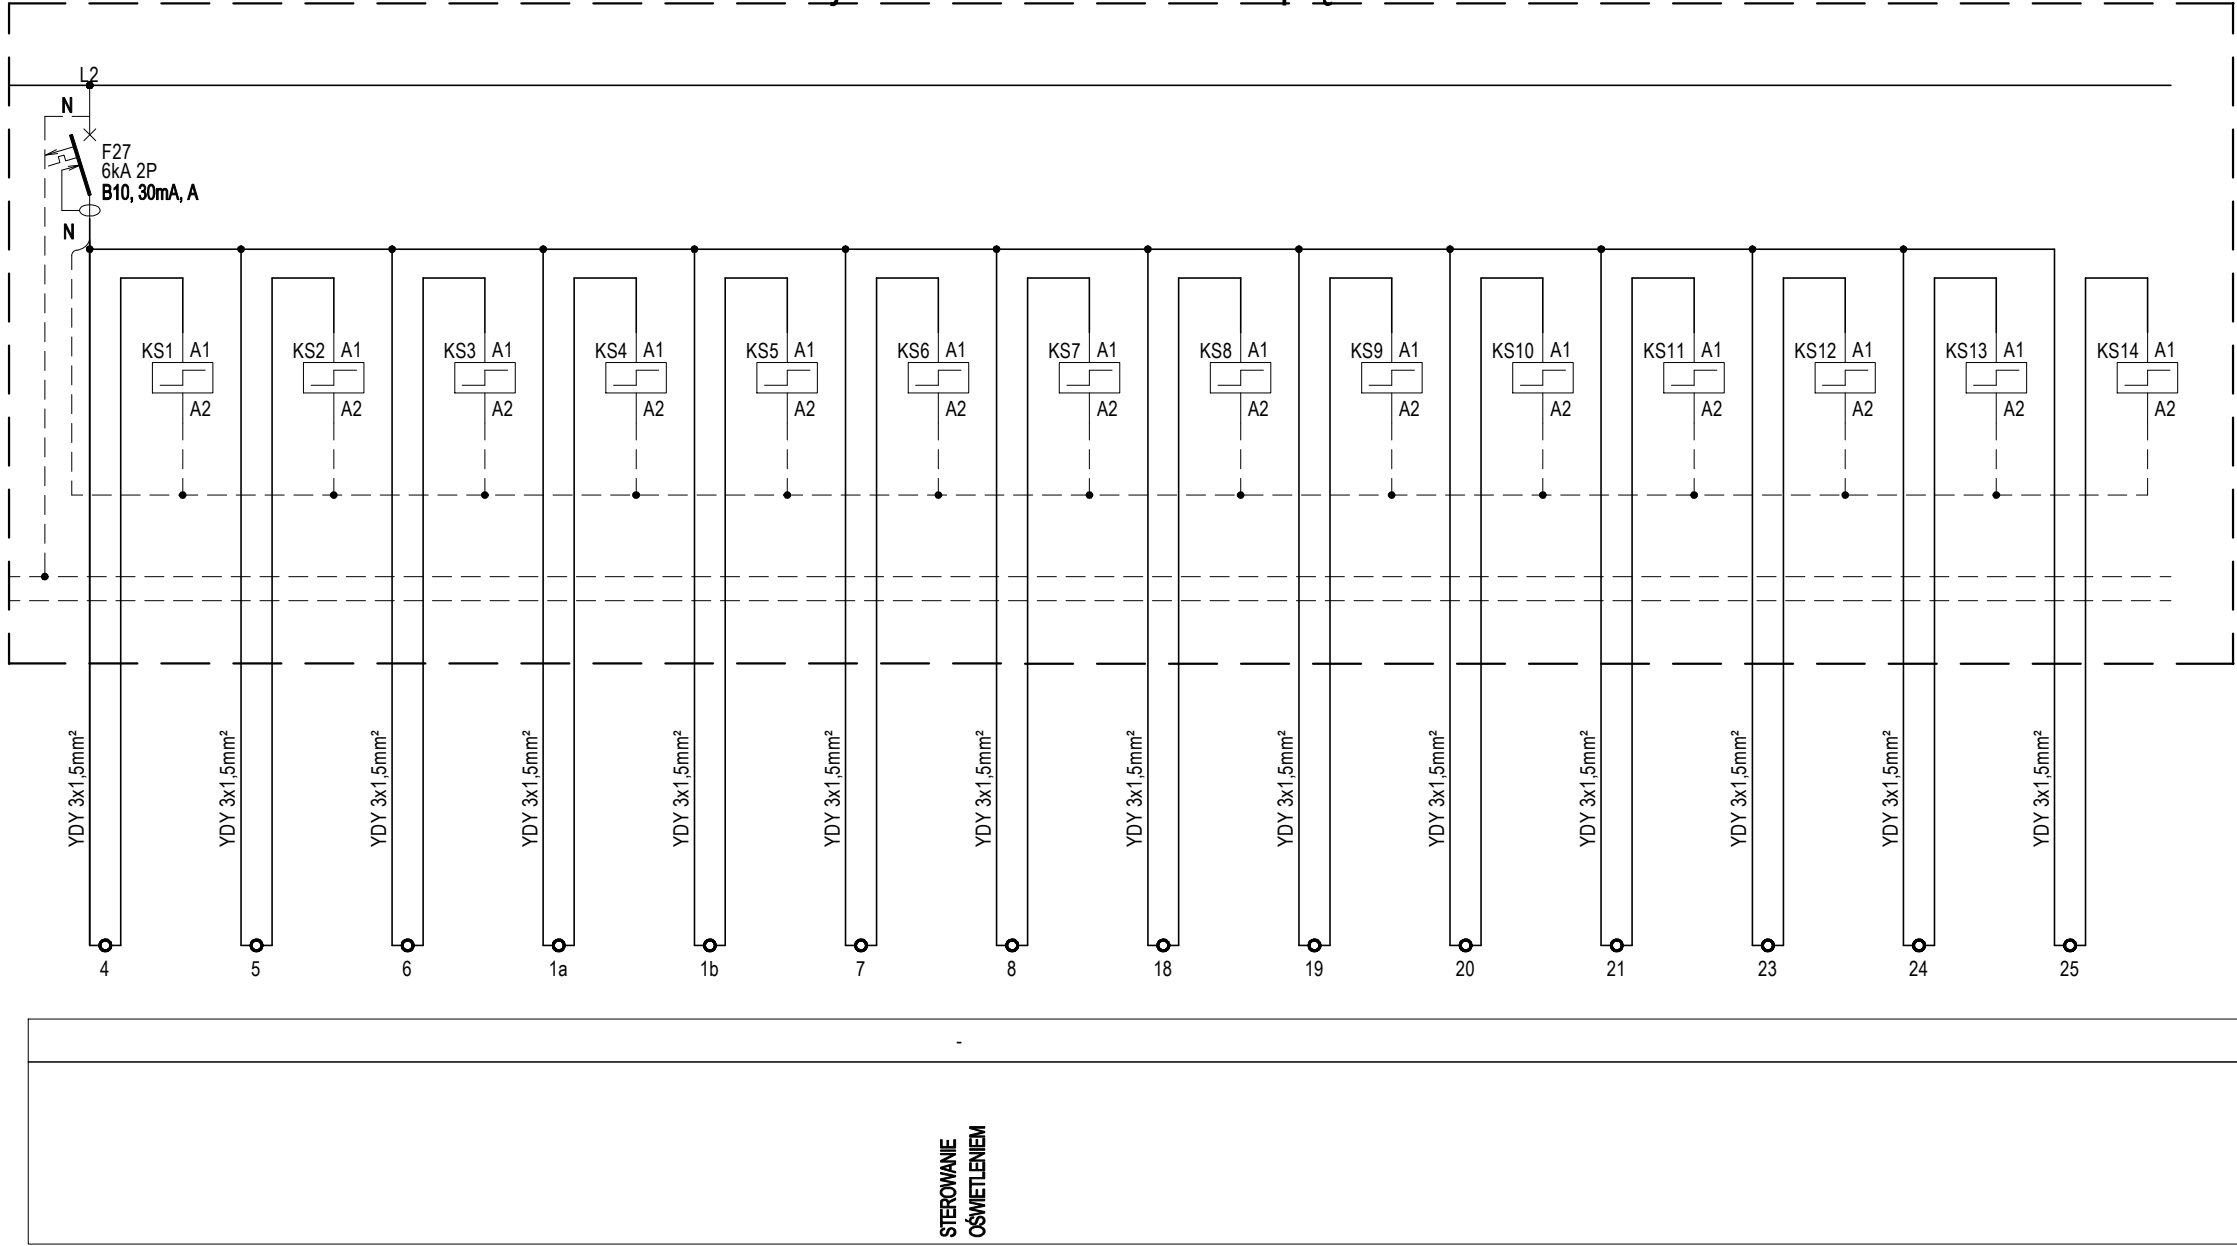 L2
N
F27
6kA 2P
B10, 30mA, A
N
KS1 A1 KS2 A1 KS3 A1 KS4 A1 KS5 A1 KS6 A1 KS7 A1 KS8 A1 KS9 A1 KS10 A1 KS11 A1 KS12 A1 KS13 A1 KS14 A1
A2 A2 A2 A2 A2 A2 A2 A2 A2 A2 A2 A2 A2 A2
YDY 3x1,5mm²
YDY 3x1,5mm²
YDY 3x1,5mm²
YDY 3x1,5mm²
YDY 3x1,5mm²
YDY 3x1,5mm²
YDY 3x1,5mm²
YDY 3x1,5mm²
YDY 3x1,5mm²
YDY 3x1,5mm²
YDY 3x1,5mm²
YDY 3x1,5mm²
YDY 3x1,5mm²
YDY 3x1,5mm²
4 5 6 1a 1b 7 8 18 19 20 21 23 24 25
-
STEROWANIE
OŚWIETLENIEM